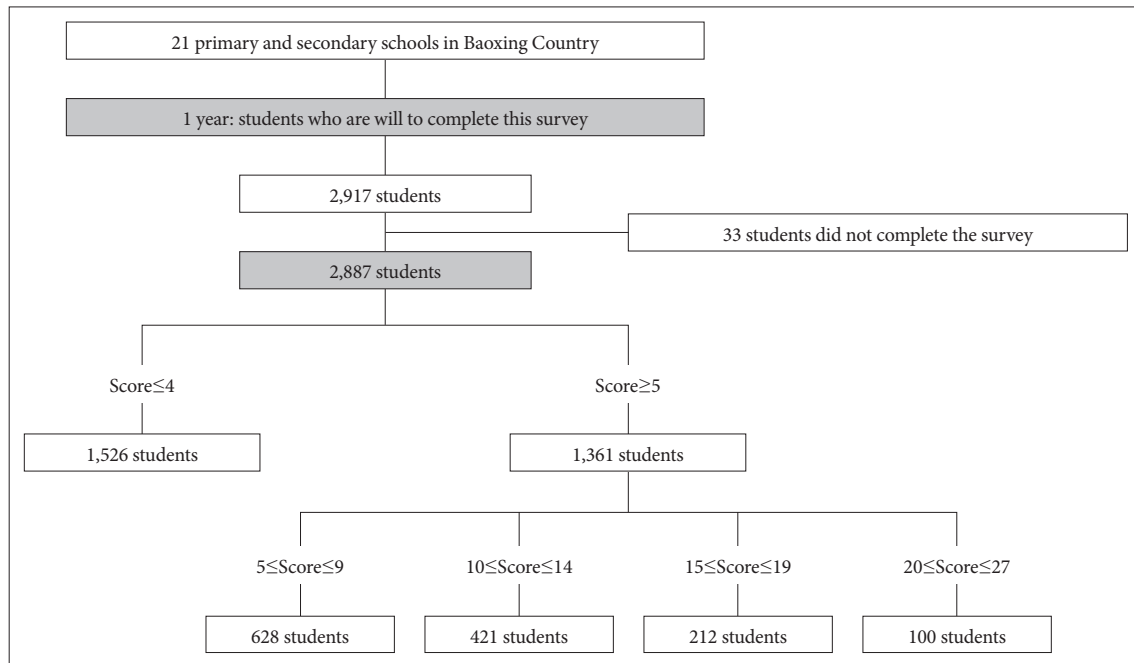 21 primary and secondary schools in Baoxing Country
1 year: students who are will to complete this survey
2,917 students
33 students did not complete the survey
2,887 students
Score≤4
Score≥5
1,526 students
1,361 students
5≤Score≤9
10≤Score≤14
15≤Score≤19
20≤Score≤27
628 students
421 students
212 students
100 students